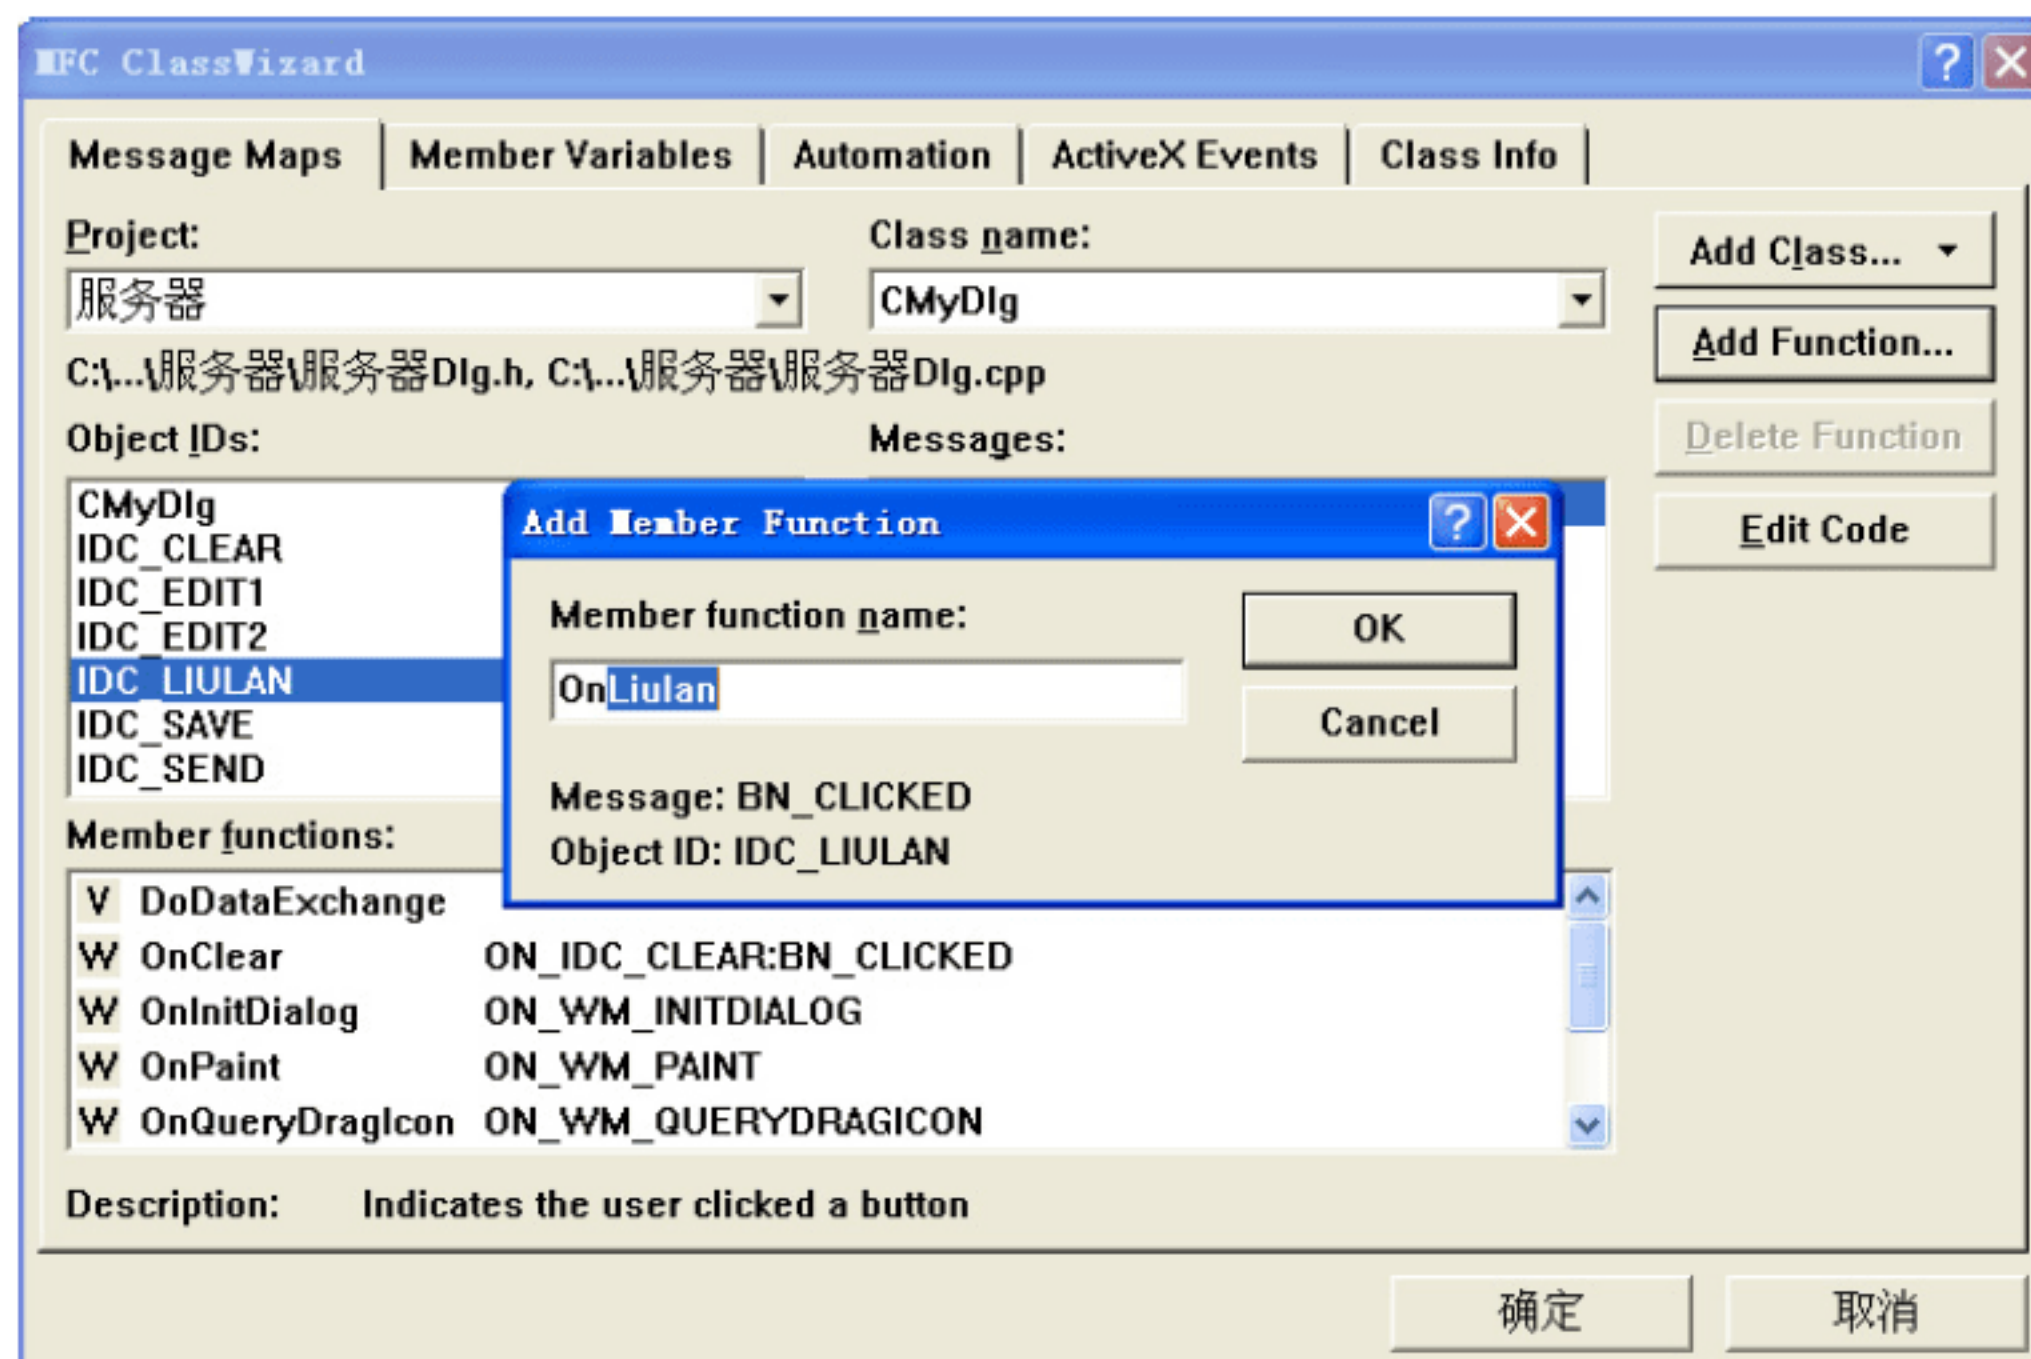 MFC ClassWizard
Message Maps Member Variables Automation ActiveX Events Class Info
Project: Class name:
服务器 CMyDlg
Add Class...
Add Function...
C:\...\服务器\服务器Dlg.h, C:\...\服务器\服务器Dlg.cpp
Object IDs: Messages:
Delete Function
Edit Code
CMyDlg
IDC_CLEAR
IDC_EDIT1
IDC_EDIT2
IDC_LIULAN
IDC_SAVE
IDC_SEND
Add Member Function
Member function name:
OnLiulan
OK
Cancel
Message: BN_CLICKED
Object ID: IDC_LIULAN
Member functions:
V DoDataExchange
W OnClear ON_IDC_CLEAR:BN_CLICKED
W OnInitDialog ON_WM_INITDIALOG
W OnPaint ON_WM_PAINT
W OnQueryDragIcon ON_WM_QUERYDRAGICON
Description: Indicates the user clicked a button
确定 取消